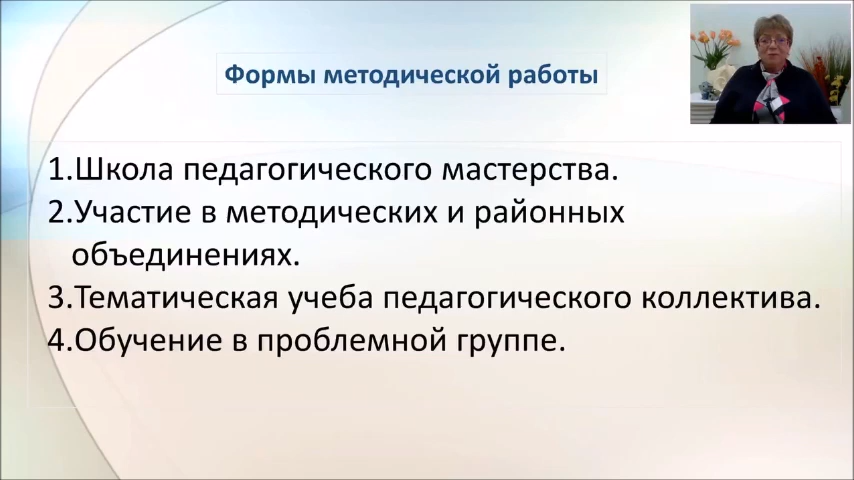 Формы методической работы
1.Школа педагогического мастерства.
2.Участие в методических и районных
объединениях.
3.Тематическая учеба педагогического коллектива.
4.Обучение в проблемной группе.